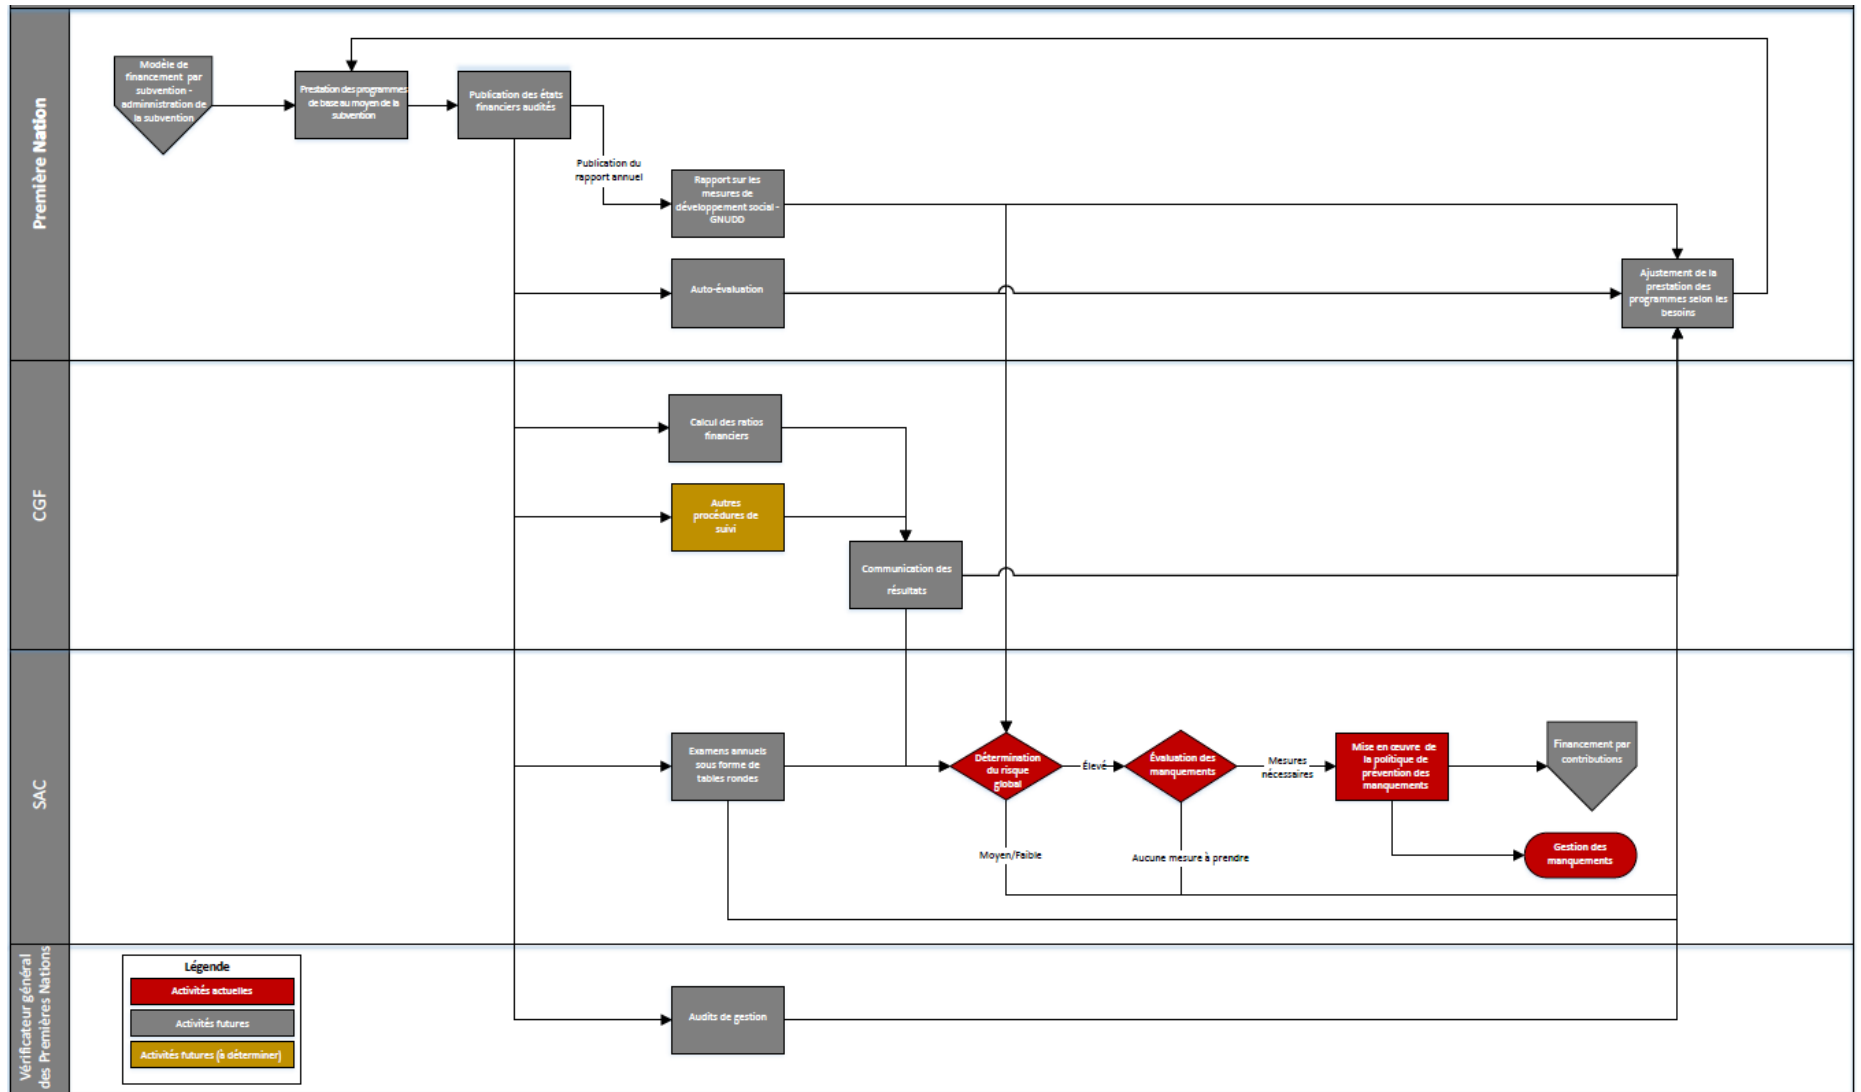 Première Nation
Modèle de
financement par
subvention -
adminnistration de
la subvention
Prestation des programmes
de base au moyen de la
subvention
Publication des états
financiers audités
Publication du
rapport annuel
Rapport sur les
mesures de
développement social -
GNUDD
Auto-évaluation
Ajustement de la
prestation des
programmes selon les
besoins
CGF
Calcul des ratios
financiers
Autres
procédures de
suivi
Communication des
résultats
SAC
Examens annuels
sous forme de
tables rondes
Détermination
du risque
global
Élevé
Évaluation des
manquements
Mesures
nécessaires
Mise en œuvre de
la politique de
prévention des
manquements
Financement par
contributions
Gestion des
manquements
Moyen/Faible
Aucune mesure à prendre
Vérificateur général
des Premières Nations
Légende
Activités actuelles
Activités futures
Activités futures (à déterminer)
Audits de gestion